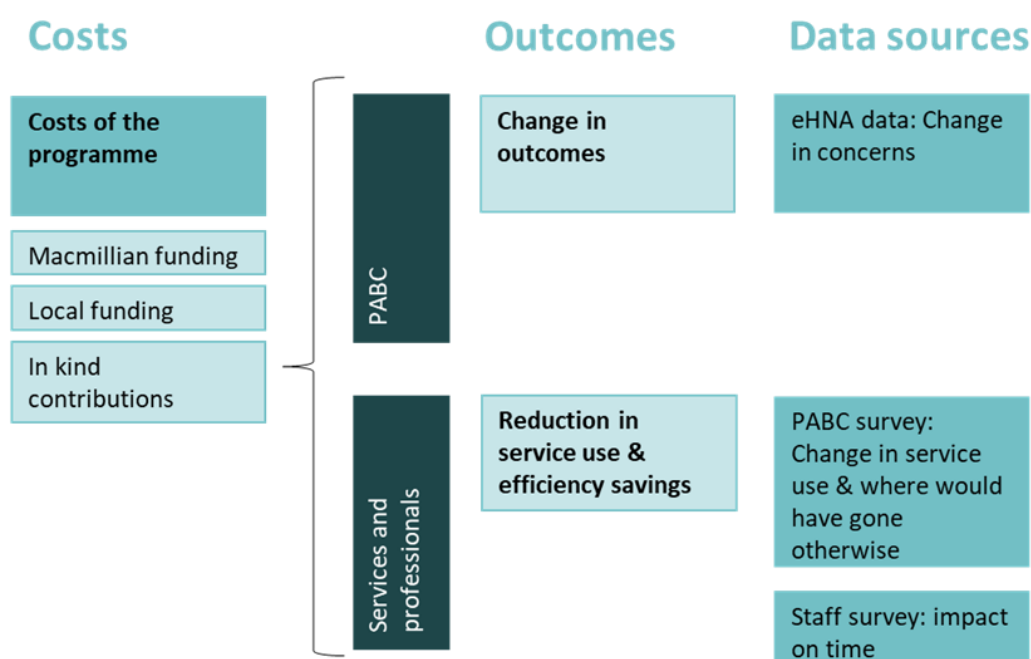 Costs
Outcomes
Data sources
Costs of the
programme
Macmillian funding
Local funding
In kind
contributions
PABC
Change in
outcomes
eHNA data: Change
in concerns
Services and
professionals
Reduction in
service use &
efficiency savings
PABC survey:
Change in service
use & where would
have gone
otherwise
Staff survey: impact
on time